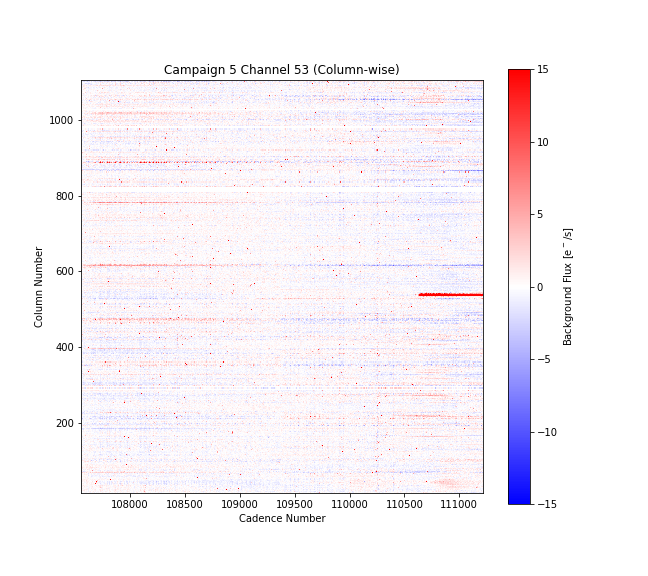 Campaign 5 Channel 53 (Column-wise)
1000
800
600
400
200
Column Number
108000 108500 109000 109500 110000 110500 111000
Cadence Number
15
10
5
0
−5
−10
−15
Background Flux [e⁻/s]